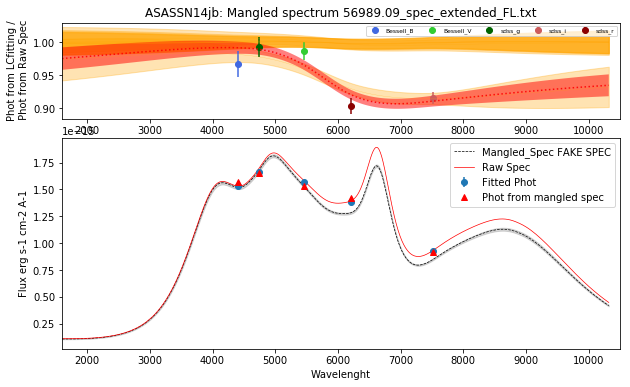 ASASSN14jb: Mangled spectrum 56989.09_spec_extended_FL.txt
Phot from LCfitting /
Phot from Raw Spec
1.00
0.95
0.90
Bessell_B
Bessell_V
sdss_g
sdss_i
sdss_r
2000 3000 4000 5000 6000 7000 8000 9000 10000
Flux erg s-1 cm-2 A-1
1.75
1.50
1.25
1.00
0.75
0.50
0.25
Mangled_Spec FAKE SPEC
Raw Spec
Fitted Phot
Phot from mangled spec
2000 3000 4000 5000 6000 7000 8000 9000 10000
Wavelenght